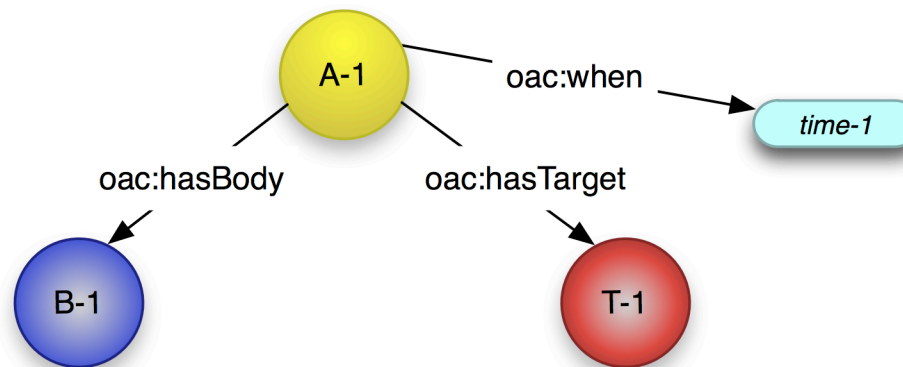 A-1
oac:when
time-1
oac:hasBody
oac:hasTarget
B-1
T-1